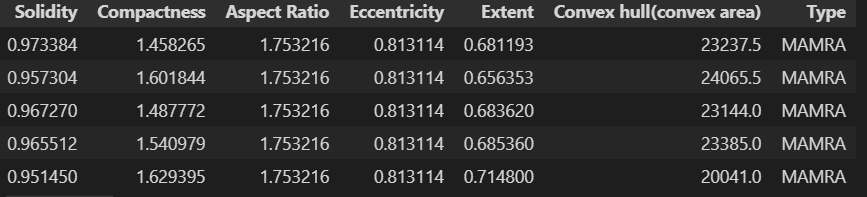 Solidity Compactness Aspect Ratio Eccentricity Extent Convex hull(convex area) Type
0.973384 1.458265 1.753216 0.813114 0.681193 23237.5 MAMRA
0.957304 1.601844 1.753216 0.813114 0.656353 24065.5 MAMRA
0.967270 1.487772 1.753216 0.813114 0.683620 23144.0 MAMRA
0.965512 1.540979 1.753216 0.813114 0.685360 23385.0 MAMRA
0.951450 1.629395 1.753216 0.813114 0.714800 20041.0 MAMRA